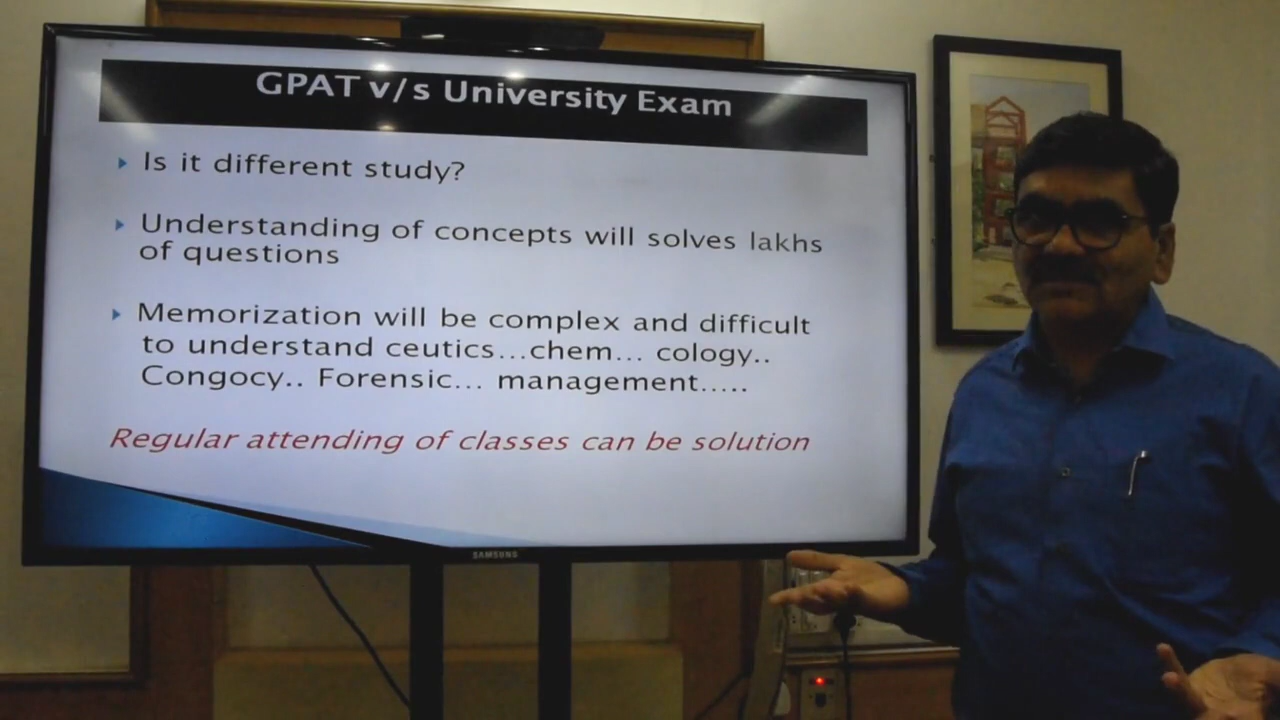 GPAT v/s University Exam
Is it different study?
Understanding of concepts will solves lakhs
of questions
Memorization will be complex and difficult
to understand ceutics...chem... cology..
Congocy.. Forensic... management.....
Regular attending of classes can be solution
SAMSUNG